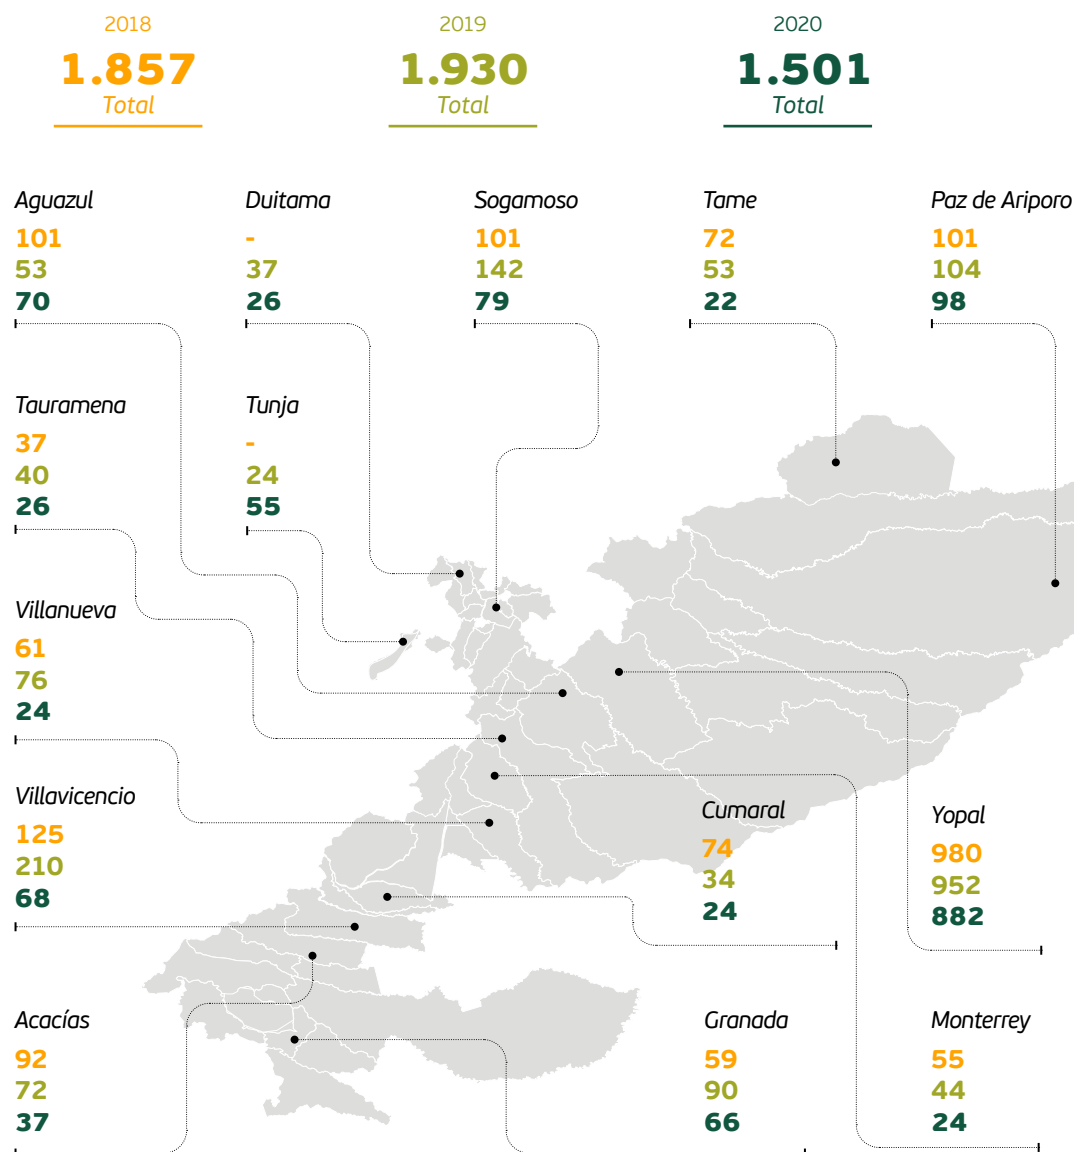 2018
1.857
Total
2019
1.930
Total
2020
1.501
Total
Aguazul
101
53
70
Duitama
-
37
26
Sogamoso
101
142
79
Tame
72
53
22
Paz de Ariporo
101
104
98
Tauramena
37
40
26
Tunja
-
24
55
Villanueva
61
76
24
Villavicencio
125
210
68
Cumaral
74
34
24
Yopal
980
952
882
Acacías
92
72
37
Granada
59
90
66
Monterrey
55
44
24